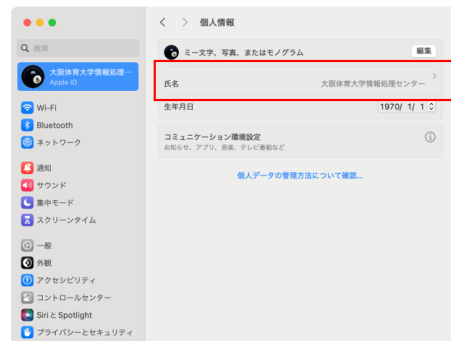 個人情報
検索
大阪体育大学情報処理…
Apple ID
Wi-Fi
Bluetooth
ネットワーク
通知
サウンド
集中モード
スクリーンタイム
一般
外観
アクセシビリティ
コントロールセンター
Siri と Spotlight
プライバシーとセキュリティ
ミー文字、写真、またはモノグラム
編集
氏名
大阪体育大学情報処理センター
生年月日
1970/ 1/ 1
コミュニケーション環境設定
お知らせ、アプリ、音楽、テレビ番組など
個人データの管理方法について確認...